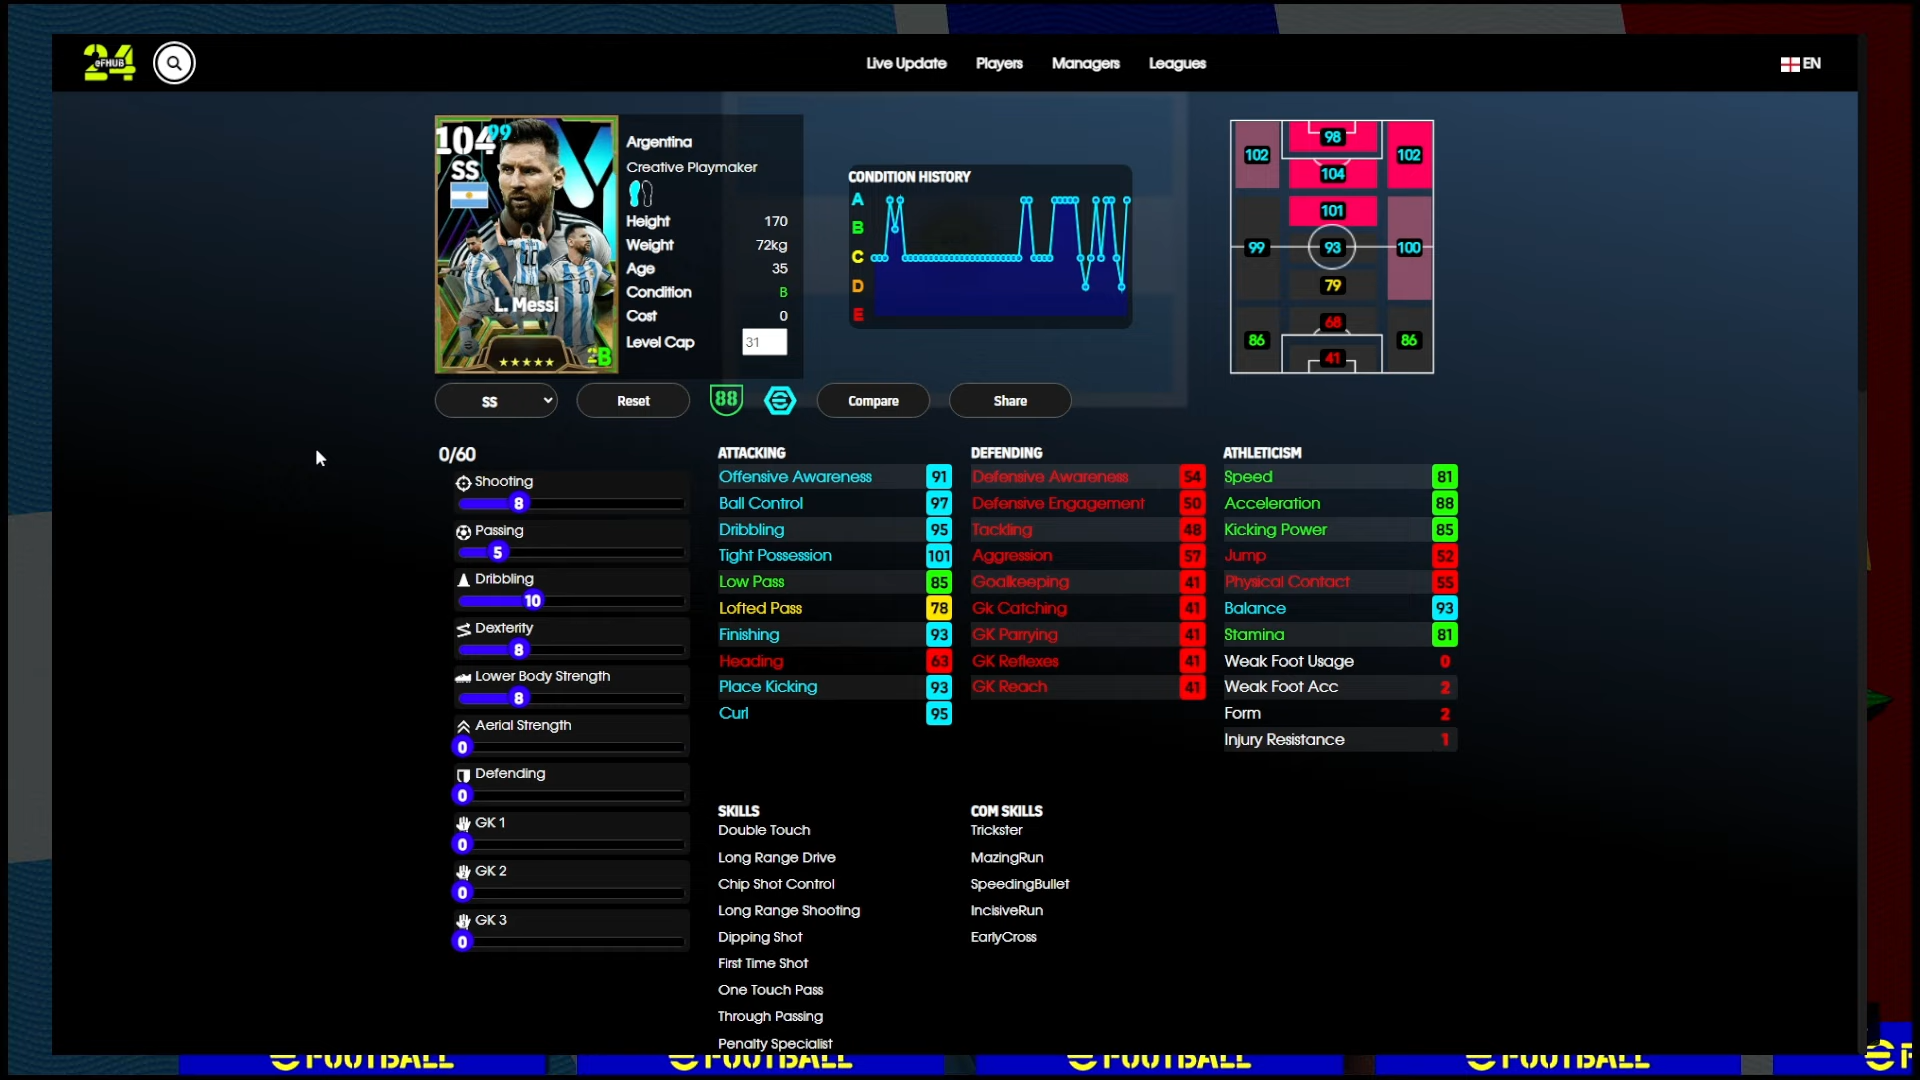 24
eFHUB
Live Update
Players
Managers
Leagues
EN
104
99
SS
10
10
L. Messi
★★★★★
2B
Argentina
Creative Playmaker
Height 170
Weight 72kg
Age 35
Condition B
Cost 0
Level Cap 31
CONDITION HISTORY
A
B
C
D
E
98
102 102
104
101
99 93 100
79
68
86 86
41
SS
Reset
88
Compare
Share
0/60
Shooting
8
Passing
5
Dribbling
10
Dexterity
8
Lower Body Strength
8
Aerial Strength
0
Defending
0
GK 1
0
GK 2
0
GK 3
0
ATTACKING
Offensive Awareness 91
Ball Control 97
Dribbling 95
Tight Possession 101
Low Pass 85
Lofted Pass 78
Finishing 93
Heading 63
Place Kicking 93
Curl 95
DEFENDING
Defensive Awareness 54
Defensive Engagement 50
Tackling 48
Aggression 57
Goalkeeping 41
Gk Catching 41
GK Parrying 41
GK Reflexes 41
GK Reach 41
ATHLETICISM
Speed 81
Acceleration 88
Kicking Power 85
Jump 52
Physical Contact 55
Balance 93
Stamina 81
Weak Foot Usage 0
Weak Foot Acc 2
Form 2
Injury Resistance 1
SKILLS
Double Touch
Long Range Drive
Chip Shot Control
Long Range Shooting
Dipping Shot
First Time Shot
One Touch Pass
Through Passing
Penalty Specialist
COM SKILLS
Trickster
MazingRun
SpeedingBullet
IncisiveRun
EarlyCross
FOOTBALL
FOOTBALL
FOOTBALL
FOOTBALL
F